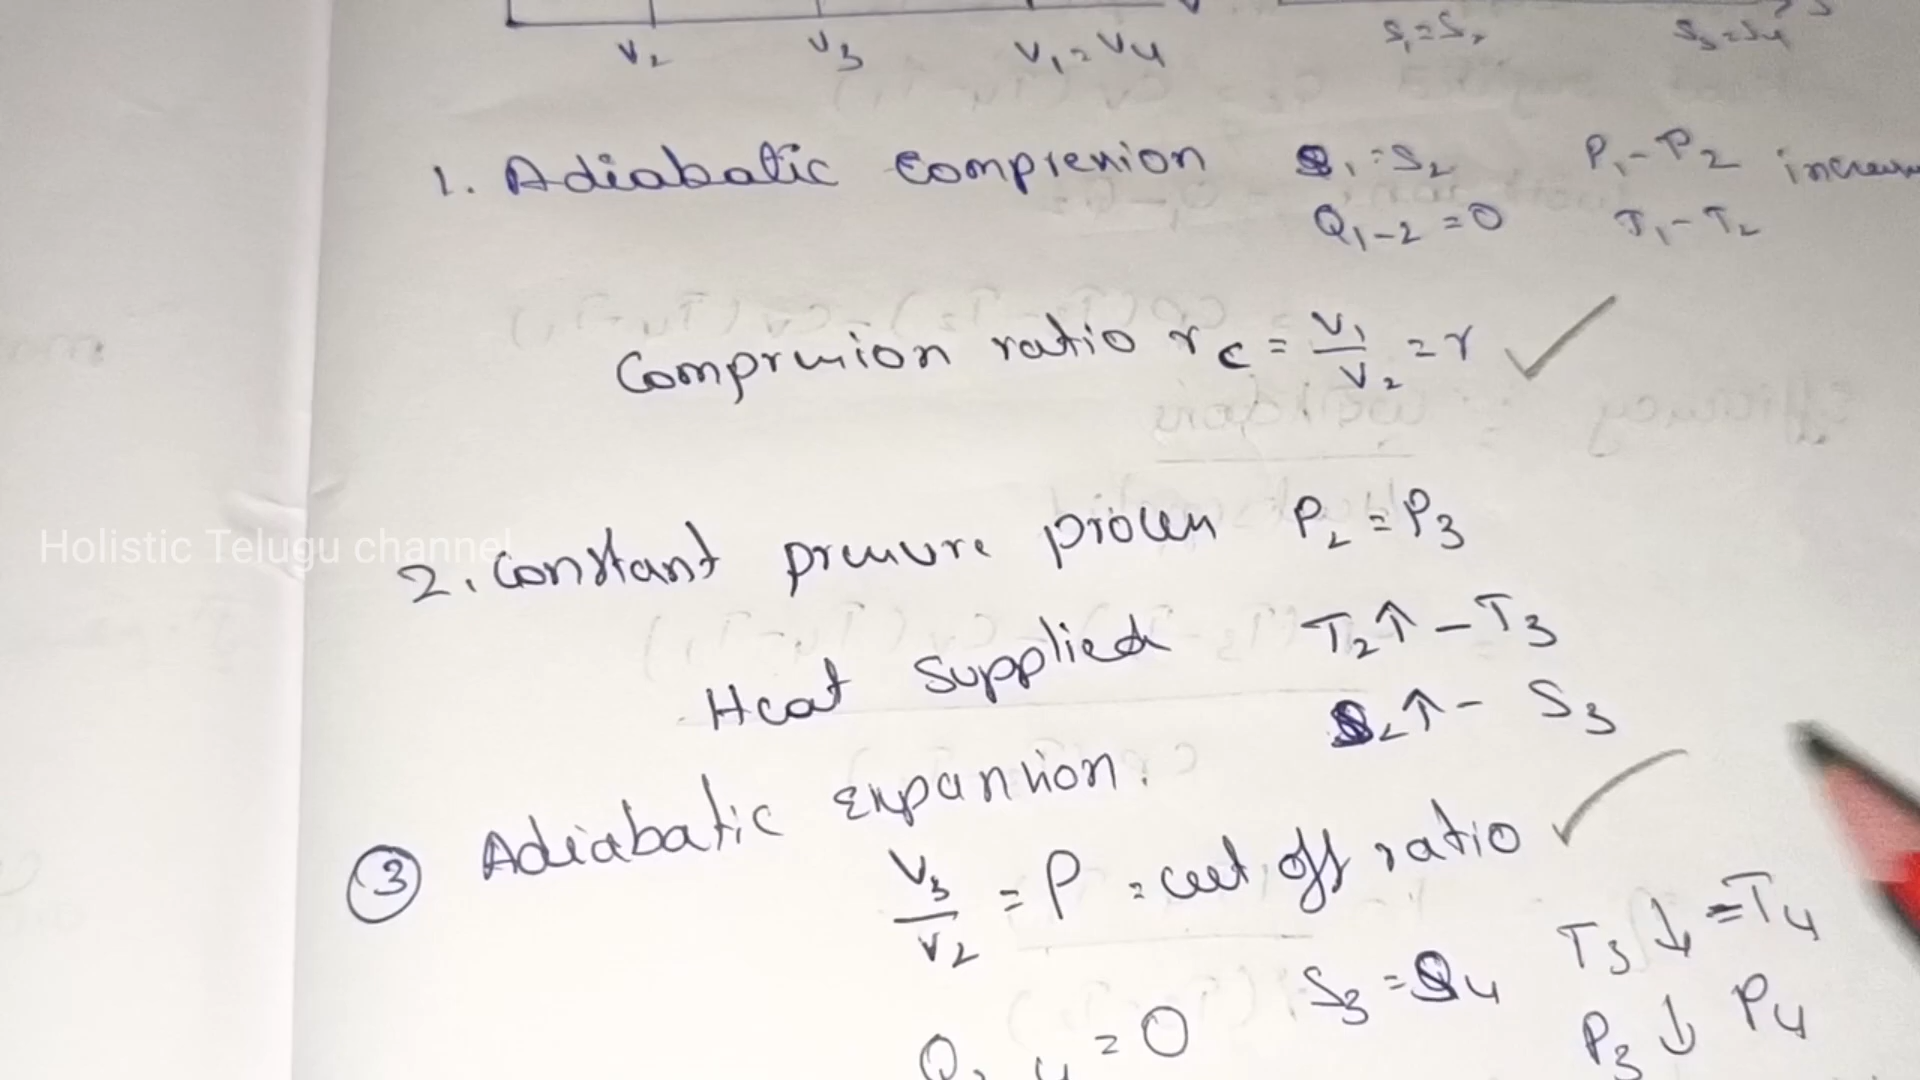 V2 V3 V1=V4 S1=S2 S3=S4
1. Adiabatic Compression S1=S2 P1-P2 increase
Q1-2=0 T1-T2
Compression ratio rc = V1/V2 = r
2. Constant pressure process P2=P3
Heat Supplied T2↑-T3
S2↑- S3
③ Adiabatic expansion.
V3/V2 = ρ = cut off ratio
S3=S4 T3↓=T4
=0 P3↓ P4
Holistic Telugu channel